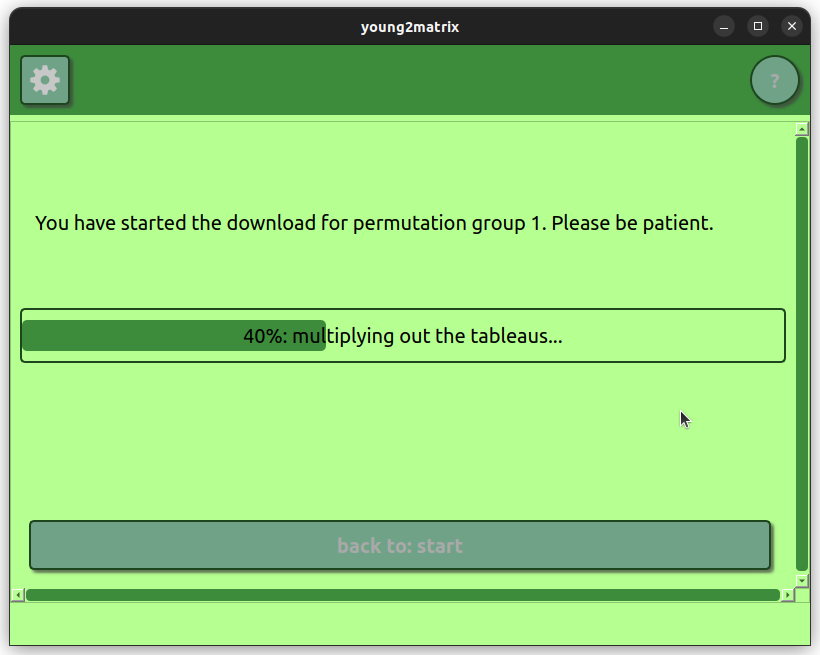 young2matrix
?
You have started the download for permutation group 1. Please be patient.
40%: multiplying out the tableaus...
back to: start